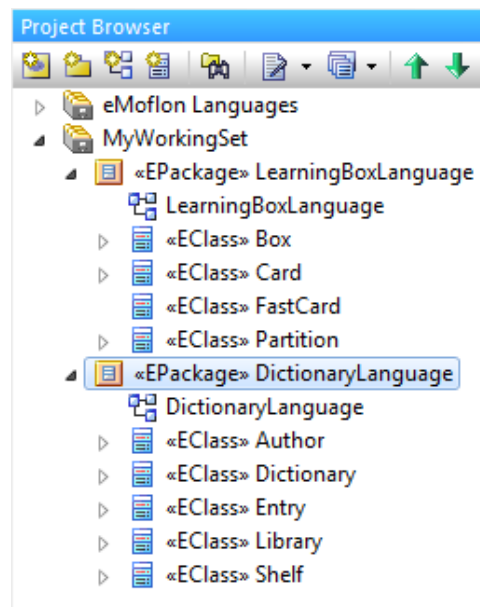 Project Browser
eMoflon Languages
MyWorkingSet
«EPackage» LearningBoxLanguage
LearningBoxLanguage
«EClass» Box
«EClass» Card
«EClass» FastCard
«EClass» Partition
«EPackage» DictionaryLanguage
DictionaryLanguage
«EClass» Author
«EClass» Dictionary
«EClass» Entry
«EClass» Library
«EClass» Shelf